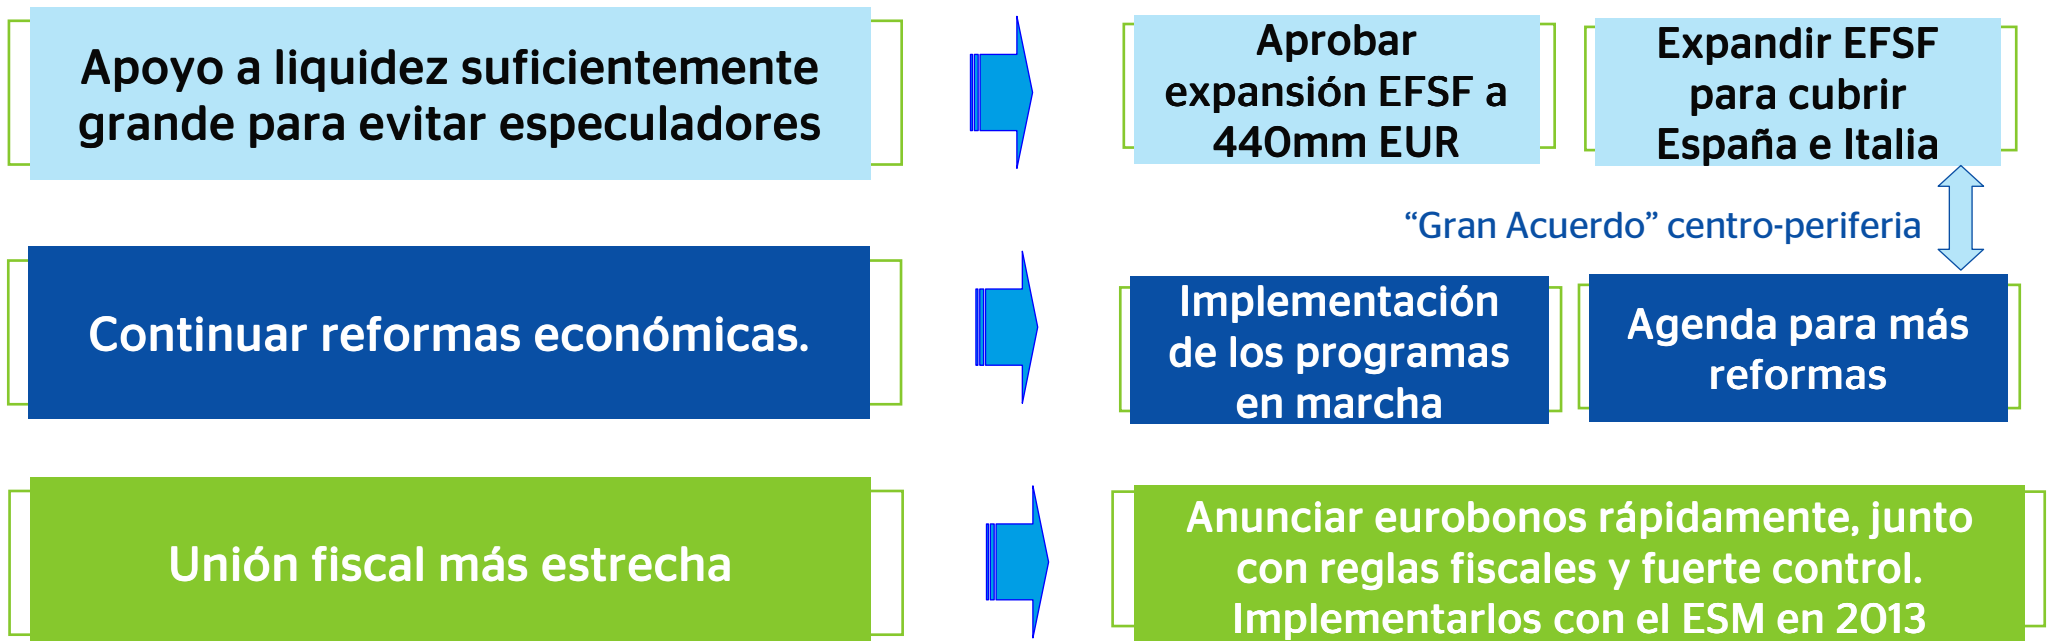 Apoyo a liquidez suficientemente
grande para evitar especuladores
Aprobar
expansión EFSF a
440mm EUR
Expandir EFSF
para cubrir
España e Italia
“Gran Acuerdo” centro-periferia
Continuar reformas económicas.
Implementación
de los programas
en marcha
Agenda para más
reformas
Unión fiscal más estrecha
Anunciar eurobonos rápidamente, junto
con reglas fiscales y fuerte control.
Implementarlos con el ESM en 2013